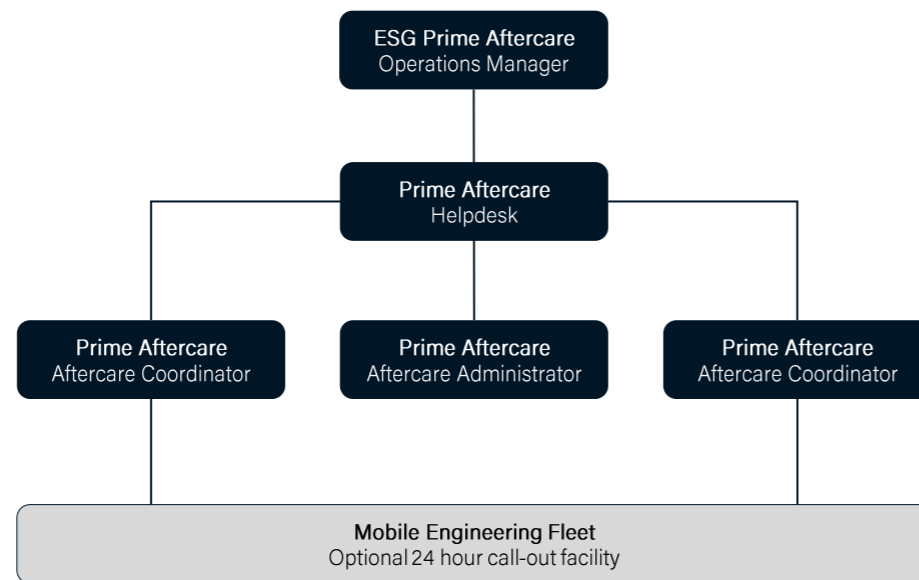 ESG Prime Aftercare
Operations Manager
Prime Aftercare
Helpdesk
Prime Aftercare
Aftercare Coordinator
Prime Aftercare
Aftercare Administrator
Prime Aftercare
Aftercare Coordinator
Mobile Engineering Fleet
Optional 24 hour call-out facility